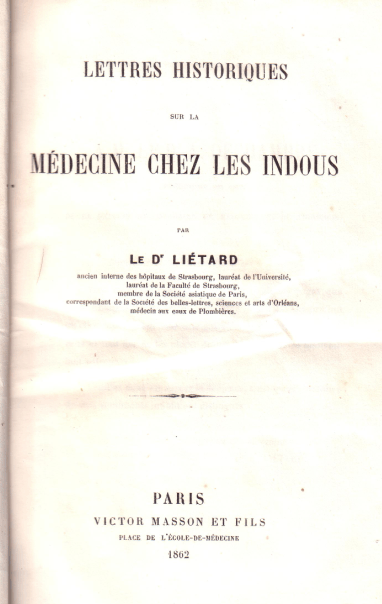 LETTRES HISTORIQUES
SUR LA
MÉDECINE CHEZ LES INDOUS
PAR
LE Dr LIÉTARD
ancien interne des hôpitaux de Strasbourg, lauréat de l'Université,
lauréat de la Faculté de Strasbourg,
membre de la Société asiatique de Paris,
correspondant de la Société des belles-lettres, sciences et arts d'Orléans,
médecin aux eaux de Plombières.
PARIS
VICTOR MASSON ET FILS
PLACE DE L'ÉCOLE-DE-MÉDECINE
1862